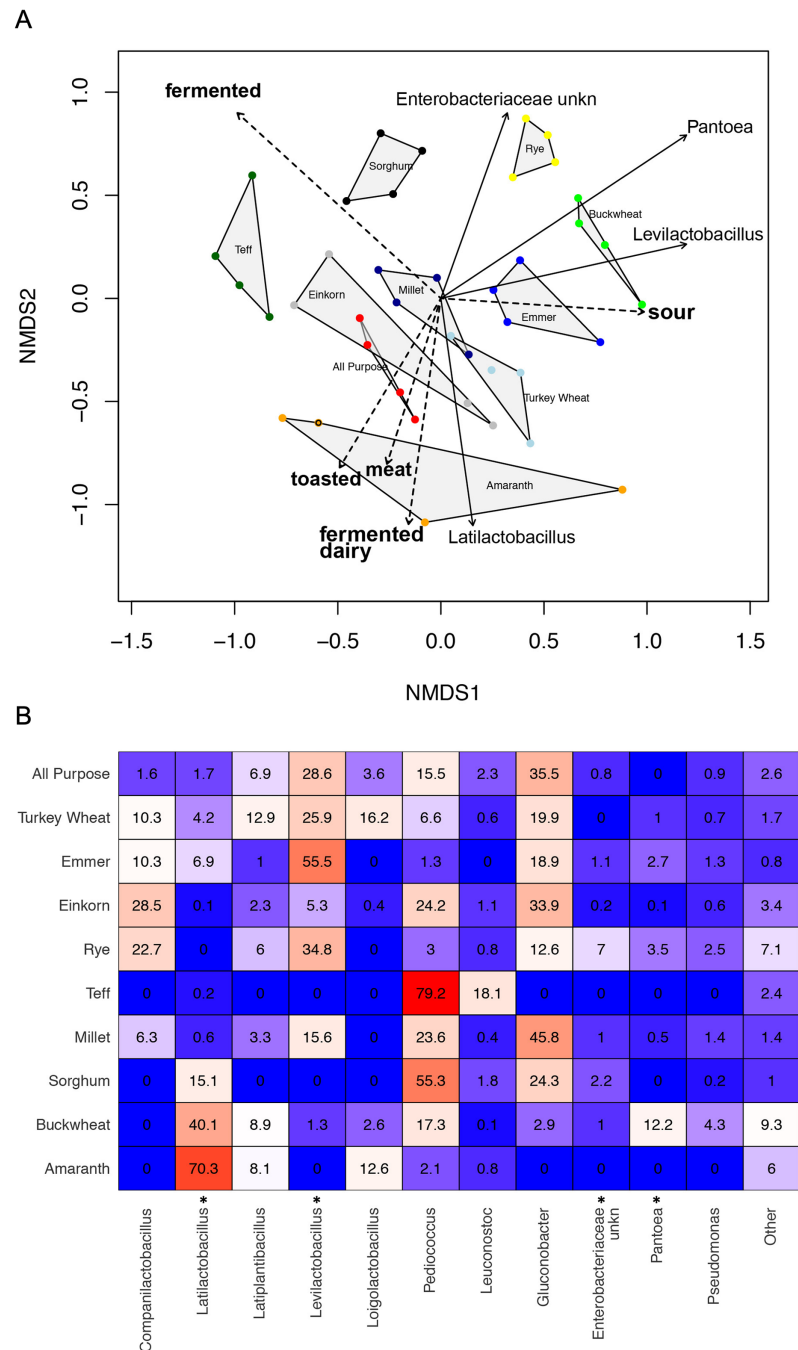 A
fermented
Enterobacteriaceae unkn
Pantoea
Sorghum
Rye
Buckwheat
Levilactobacillus
Teff
Einkorn
Millet
Emmer
sour
All Purpose
Turkey Wheat
toasted
meat
Amaranth
fermented
dairy
Latilactobacillus
1.0
0.5
0.0
−0.5
−1.0
NMDS2
−1.5 −1.0 −0.5 0.0 0.5 1.0 1.5
NMDS1
B
All Purpose 1.6 1.7 6.9 28.6 3.6 15.5 2.3 35.5 0.8 0 0.9 2.6
Turkey Wheat 10.3 4.2 12.9 25.9 16.2 6.6 0.6 19.9 0 1 0.7 1.7
Emmer 10.3 6.9 1 55.5 0 1.3 0 18.9 1.1 2.7 1.3 0.8
Einkorn 28.5 0.1 2.3 5.3 0.4 24.2 1.1 33.9 0.2 0.1 0.6 3.4
Rye 22.7 0 6 34.8 0 3 0.8 12.6 7 3.5 2.5 7.1
Teff 0 0.2 0 0 0 79.2 18.1 0 0 0 0 2.4
Millet 6.3 0.6 3.3 15.6 0 23.6 0.4 45.8 1 0.5 1.4 1.4
Sorghum 0 15.1 0 0 0 55.3 1.8 24.3 2.2 0 0.2 1
Buckwheat 0 40.1 8.9 1.3 2.6 17.3 0.1 2.9 1 12.2 4.3 9.3
Amaranth 0 70.3 8.1 0 12.6 2.1 0.8 0 0 0 0 6
Companilactobacillus
Latilactobacillus *
Latiplantibacillus
Levilactobacillus *
Loigolactobacillus
Pediococcus
Leuconostoc
Gluconobacter
Enterobacteriaceae *
unkn
Pantoea *
Pseudomonas
Other